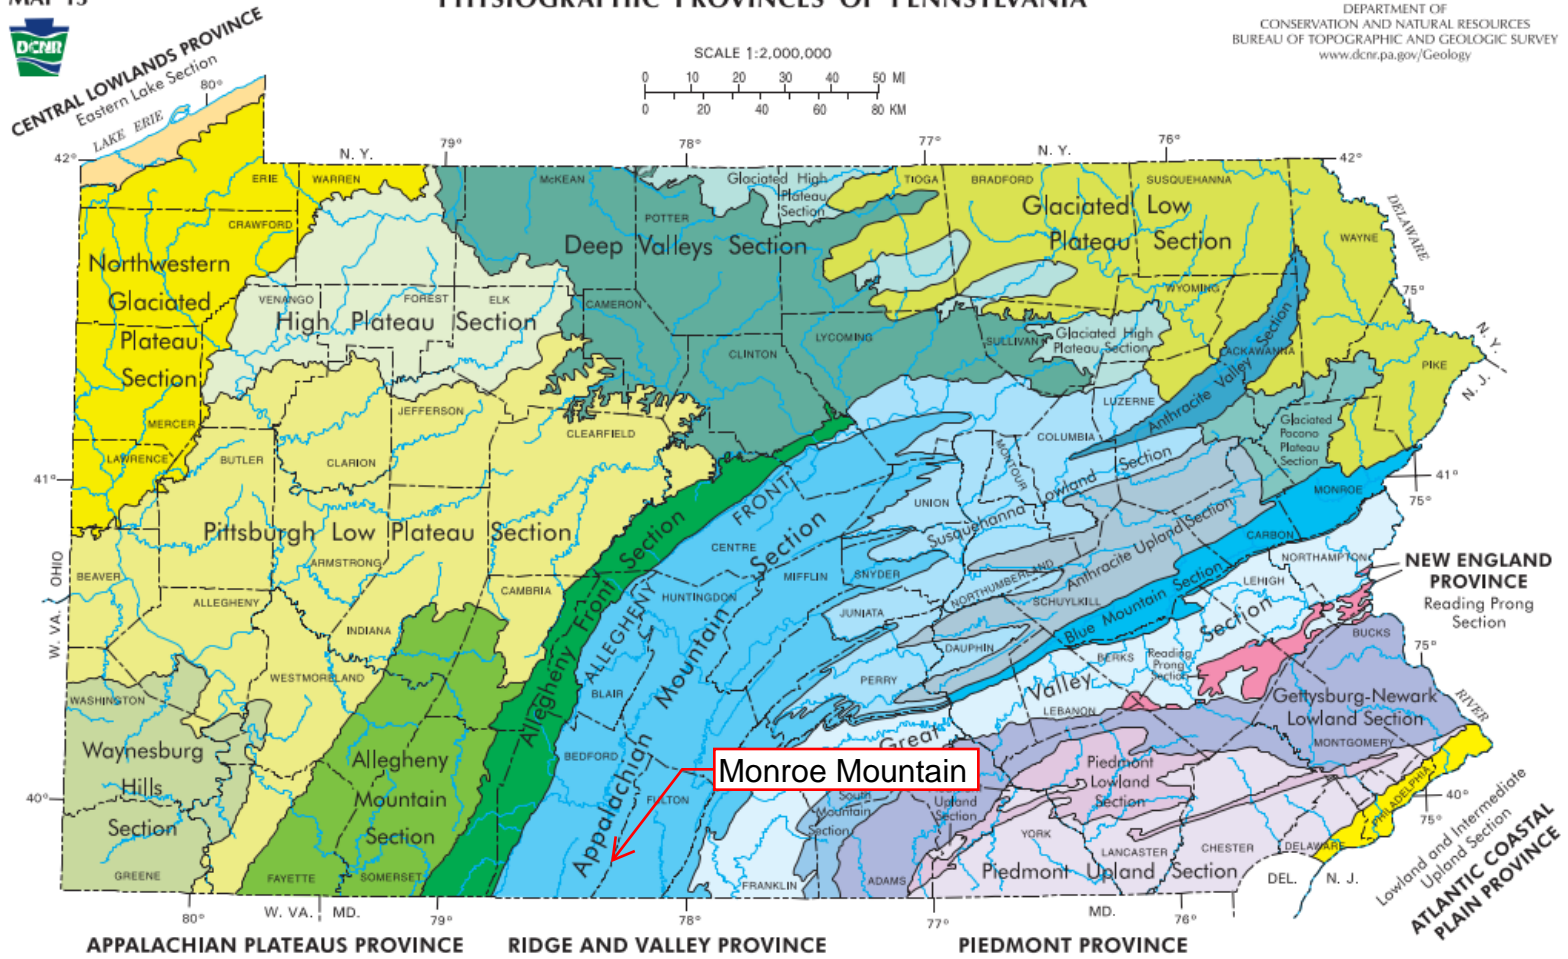 MAP 13
PHYSIOGRAPHIC PROVINCES OF PENNSYLVANIA
DEPARTMENT OF
CONSERVATION AND NATURAL RESOURCES
BUREAU OF TOPOGRAPHIC AND GEOLOGIC SURVEY
www.dcnr.pa.gov/Geology
DCNR
SCALE 1:2,000,000
0 10 20 30 40 50 MI
0 20 40 60 80 KM
CENTRAL LOWLANDS PROVINCE
Eastern Lake Section
80°
LAKE ERIE
42°
N. Y.
79°
78°
77°
N. Y.
76°
42°
ERIE
WARREN
McKEAN
POTTER
Glaciated High
Plateau
Section
TIOGA
BRADFORD
SUSQUEHANNA
CRAWFORD
Glaciated Low
Plateau Section
WAYNE
DELAWARE
Deep Valleys Section
Northwestern
Glaciated
Plateau
Section
VENANGO
FOREST
ELK
CAMERON
WYOMING
75°
High Plateau Section
CLINTON
LYCOMING
SULLIVAN
Glaciated High
Plateau Section
LACKAWANNA
N. Y.
N. J.
PIKE
MERCER
JEFFERSON
CLEARFIELD
LUZERNE
Anthracite Valley Section
Glaciated
Pocono
Plateau
Section
COLUMBIA
MONTOUR
LAWRENCE
BUTLER
CLARION
41°
41°
75°
MONROE
FRONT
UNION
Susquehanna Lowland Section
Pittsburgh Low Plateau Section
CENTRE
Anthracite Upland Section
CARBON
ARMSTRONG
MIFFLIN
SNYDER
NORTHUMBERLAND
NORTHAMPTON
BEAVER
CAMBRIA
HUNTINGDON
SCHUYLKILL
LEHIGH
NEW ENGLAND
PROVINCE
Reading Prong
Section
ALLEGHENY
ALLEGHENY
JUNIATA
Blue Mountain Section
W. VA. OHIO
INDIANA
DAUPHIN
BERKS
Reading
Prong
Section
BUCKS
75°
WESTMORELAND
BLAIR
PERRY
Great Valley Section
LEBANON
WASHINGTON
Allegheny Front Section
Gettysburg-Newark
Lowland Section
RIVER
Waynesburg
Hills
Section
Allegheny
Mountain
Section
BEDFORD
Appalachian Mountain Section
Monroe Mountain
MONTGOMERY
Piedmont
Lowland
Section
40°
FULTON
South
Mountain
Section
Upland
Section
PHILADELPHIA
40°
75°
YORK
LANCASTER
CHESTER
DELAWARE
Lowland and Intermediate
Upland Section
ATLANTIC COASTAL
PLAIN PROVINCE
GREENE
FAYETTE
SOMERSET
FRANKLIN
ADAMS
Piedmont Upland Section
DEL.
N. J.
80°
W. VA. MD.
79°
78°
77°
MD.
76°
APPALACHIAN PLATEAUS PROVINCE
RIDGE AND VALLEY PROVINCE
PIEDMONT PROVINCE